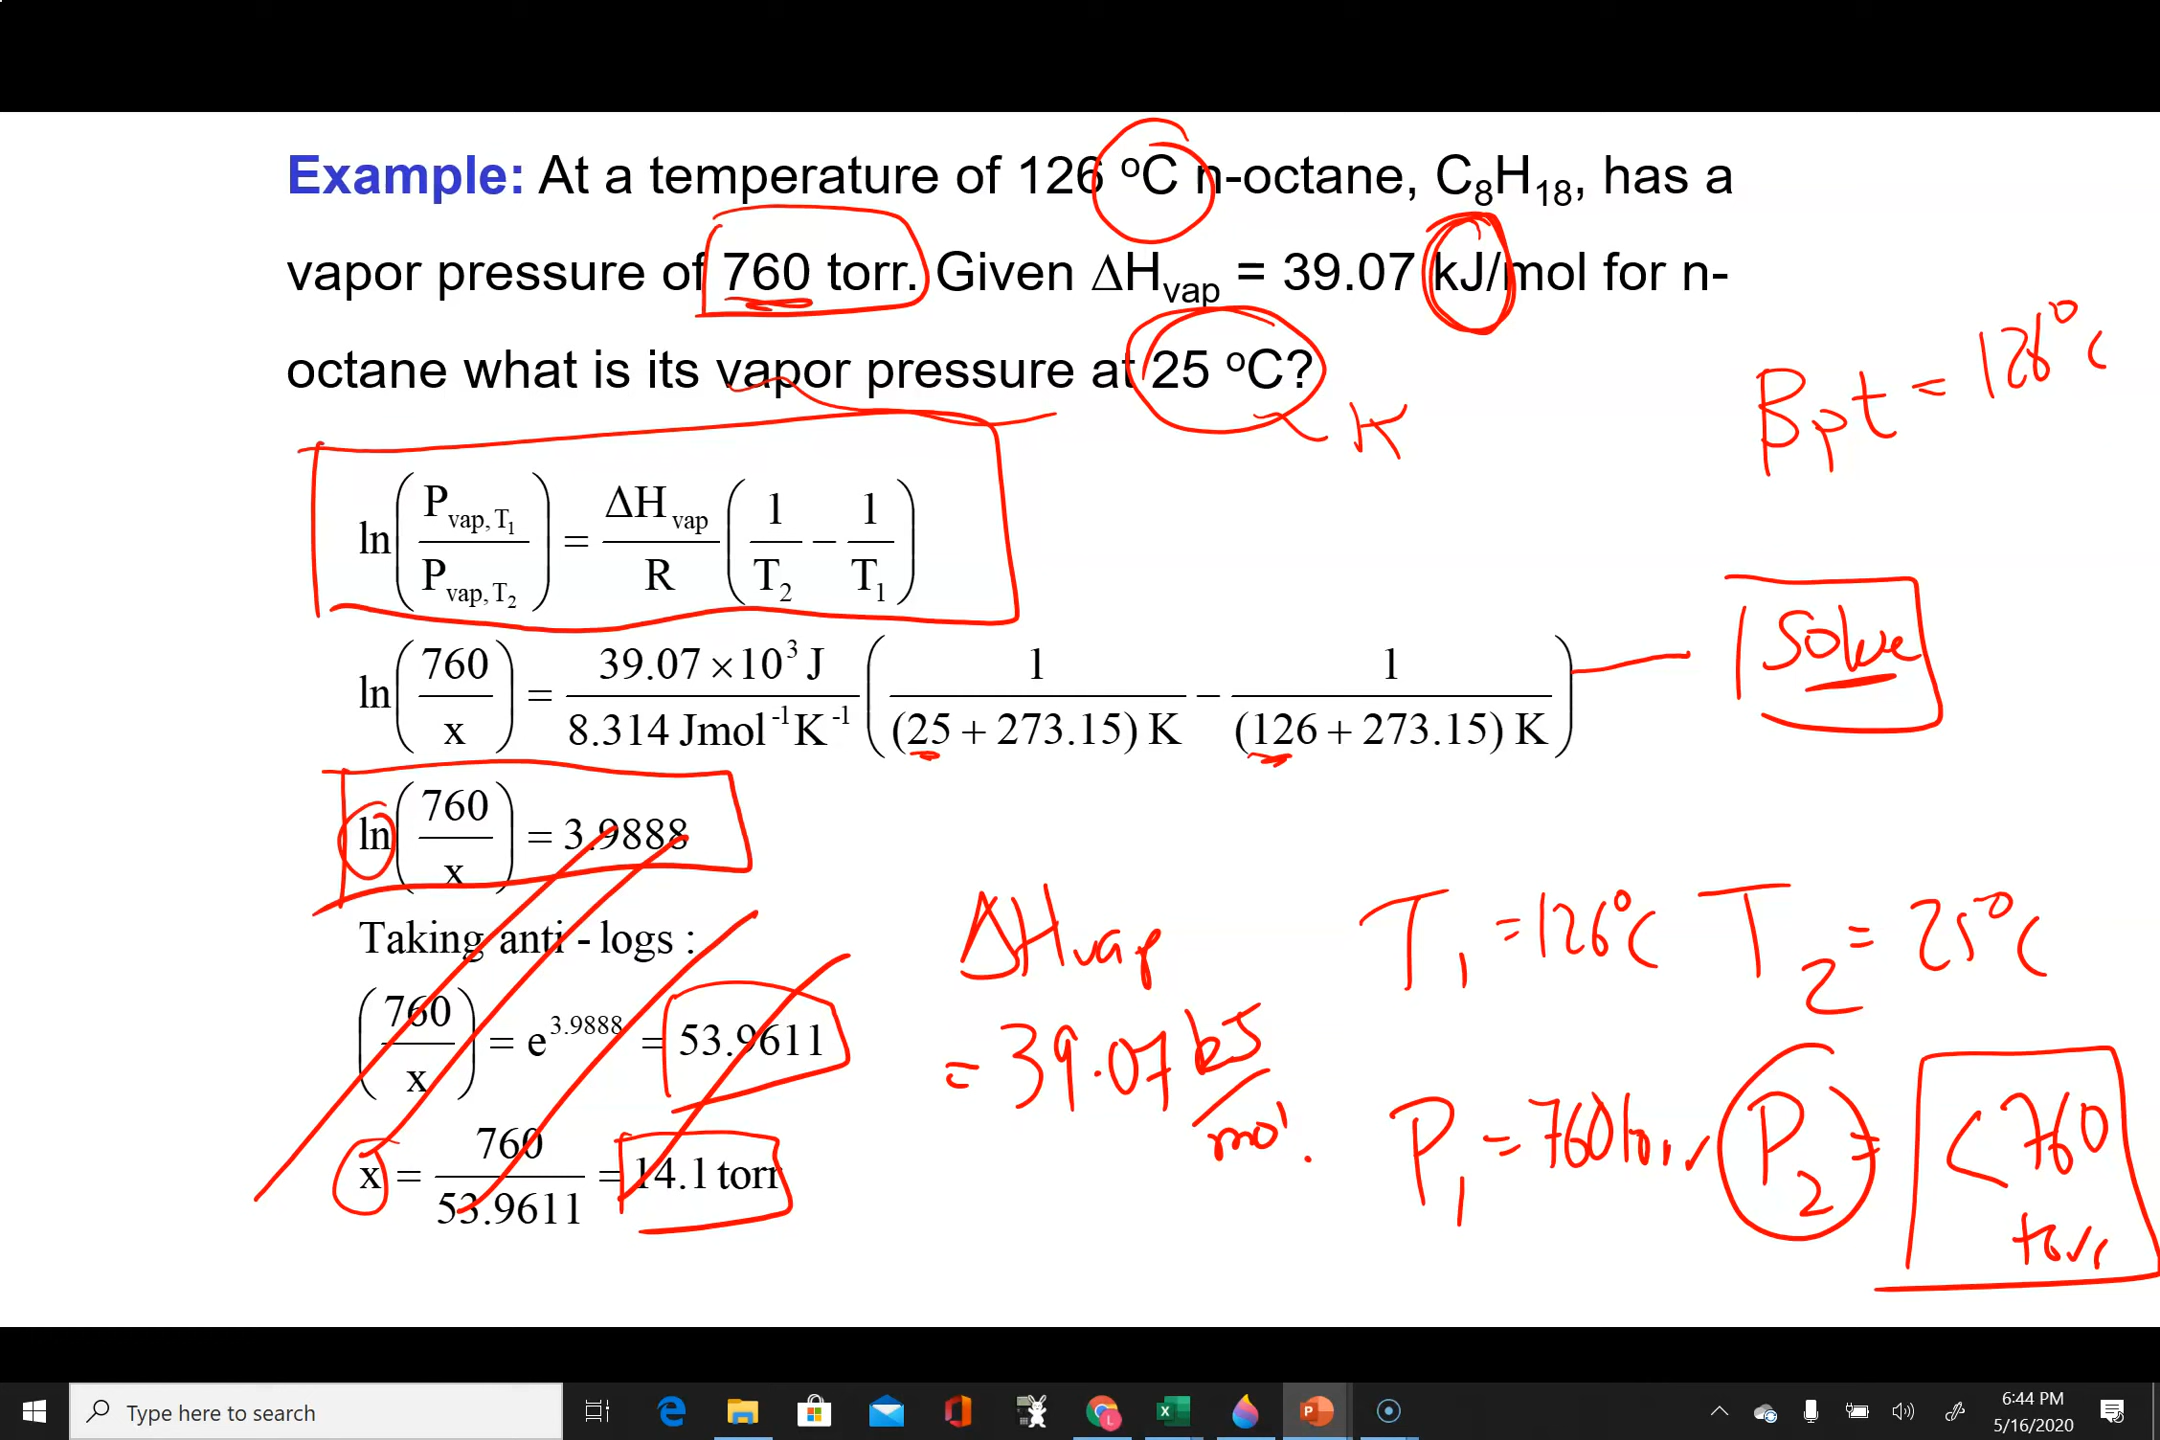 Example: At a temperature of 126 °C n-octane, C₈H₁₈, has a
vapor pressure of 760 torr. Given ΔHvap = 39.07 kJ/mol for n-
octane what is its vapor pressure at 25 °C?
K
Bpt = 126°C
ln(Pvap,T₁ / Pvap,T₂) = ΔHvap / R (1/T₂ − 1/T₁)
ln(760 / x) = 39.07 ×10³ J / 8.314 Jmol⁻¹K⁻¹ (1 / (25 + 273.15) K − 1 / (126 + 273.15) K)
Solve
ln(760 / x) = 3.9888
Taking anti - logs :
(760 / x) = e^3.9888 = 53.9611
x = 760 / 53.9611 = 14.1 torr
ΔHvap
= 39.07 kJ/mol.
T₁ = 126°C T₂ = 25°C
P₁ = 760 torr P₂ = < 760
torr
Type here to search
6:44 PM
5/16/2020